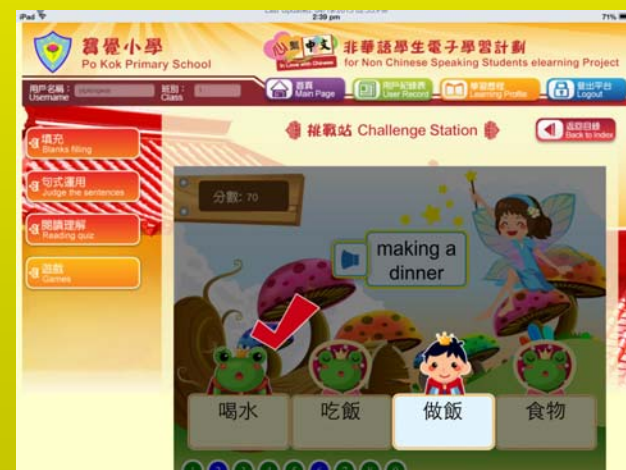 iPad
2:39 pm
71%
寶覺小學
Po Kok Primary School
心繫中文
In Love with Chinese
非華語學生電子學習計劃
for Non Chinese Speaking Students elearning Project
用戶名稱：
Username
班別：
Class
1
首頁
Main Page
用戶紀錄表
User Record
學習歷程
Learning Profile
登出平台
Logout
挑戰站 Challenge Station
返回目錄
Back to Index
填充
Blanks filling
句式運用
Judge the sentences
閱讀理解
Reading quiz
遊戲
Games
分數: 70
making a
dinner
喝水
吃飯
做飯
食物